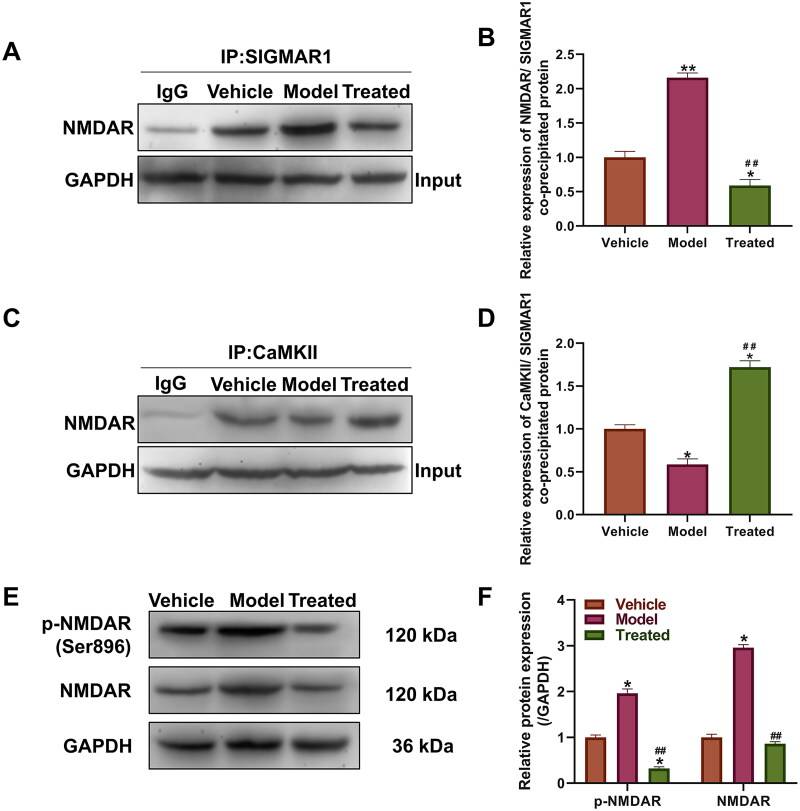 A
IP:SIGMAR1
IgG Vehicle Model Treated
NMDAR
GAPDH Input
B
Relative expression of NMDAR/ SIGMAR1
co-precipitated protein
2.5
2.0
1.5
1.0
0.5
0.0
**
##
*
Vehicle Model Treated
C
IP:CaMKII
IgG Vehicle Model Treated
NMDAR
GAPDH Input
D
Relative expression of CaMKII/ SIGMAR1
co-precipitated protein
2.0
1.5
1.0
0.5
0.0
*
##
*
Vehicle Model Treated
E
Vehicle Model Treated
p-NMDAR
(Ser896)
120 kDa
NMDAR 120 kDa
GAPDH 36 kDa
F
Relative protein expression
(/GAPDH)
4
3
2
1
0
Vehicle
Model
Treated
*
##
*
*
##
p-NMDAR NMDAR